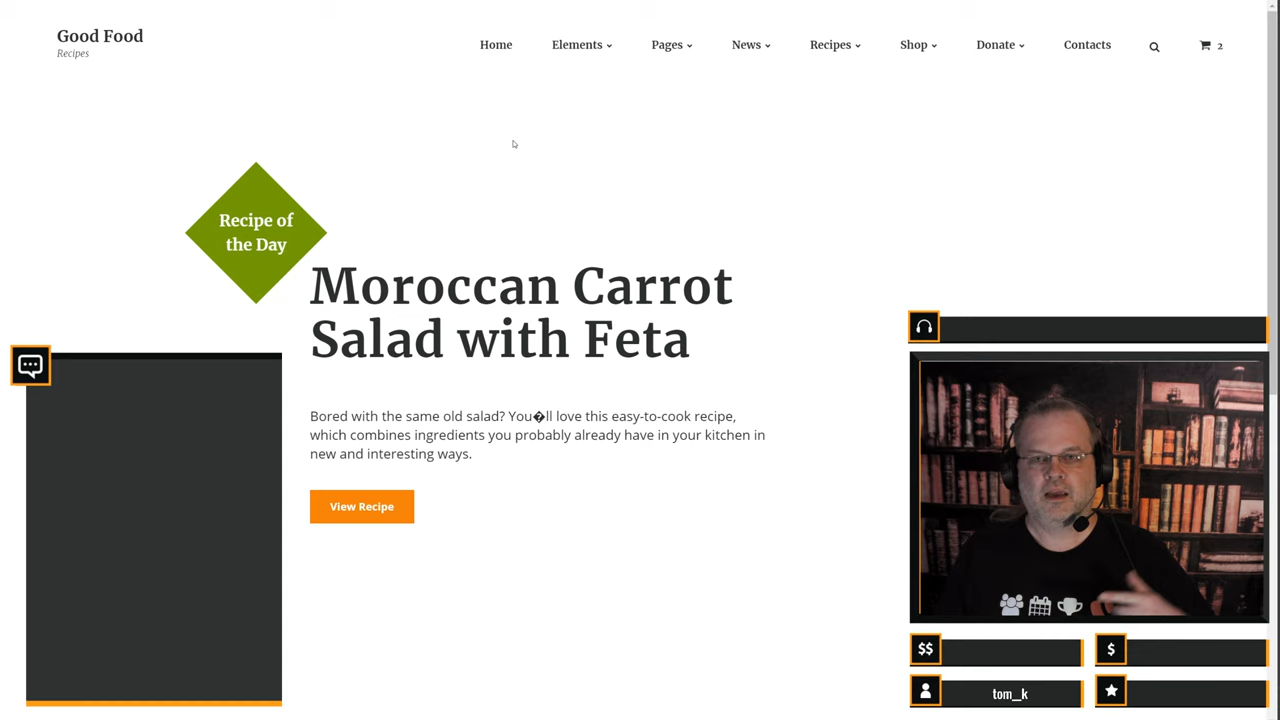 Good Food
Recipes
Home Elements Pages News Recipes Shop Donate Contacts 2
Recipe of
the Day
Moroccan Carrot
Salad with Feta
Bored with the same old salad? You�ll love this easy-to-cook recipe,
which combines ingredients you probably already have in your kitchen in
new and interesting ways.
View Recipe
$$
$
tom_k